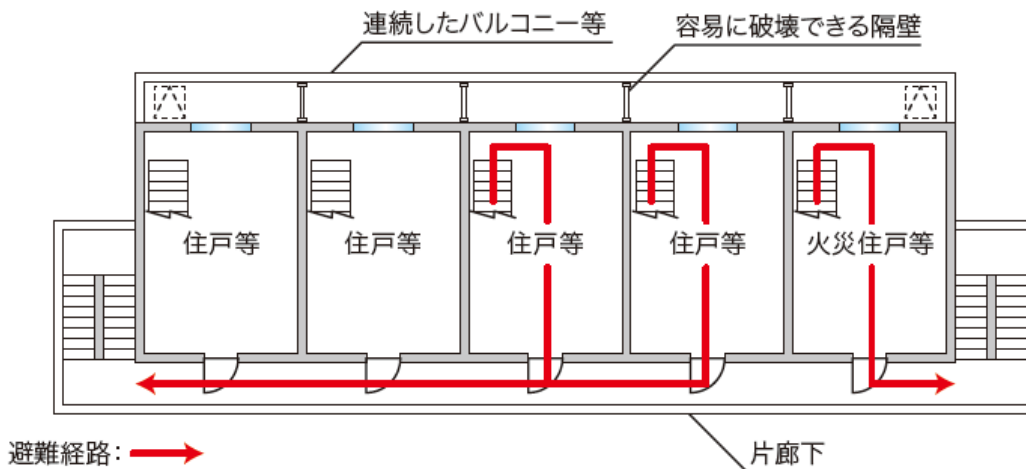 連続したバルコニー等
容易に破壊できる隔壁
住戸等
住戸等
住戸等
住戸等
火災住戸等
避難経路:
片廊下